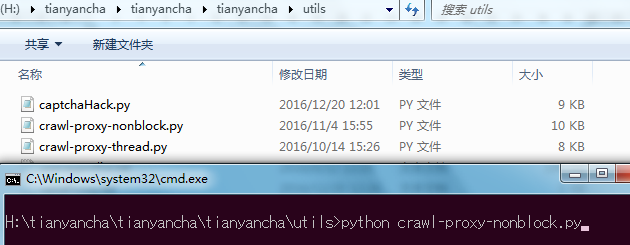 (H:) ▸ tianyancha ▸ tianyancha ▸ tianyancha ▸ utils 搜索 utils
共享 新建文件夹
名称 修改日期 类型 大小
captchaHack.py 2016/12/20 12:01 PY 文件 9 KB
crawl-proxy-nonblock.py 2016/11/4 15:55 PY 文件 10 KB
crawl-proxy-thread.py 2016/10/14 15:26 PY 文件 8 KB
C:\Windows\system32\cmd.exe
H:\tianyancha\tianyancha\tianyancha\utils>python crawl-proxy-nonblock.py